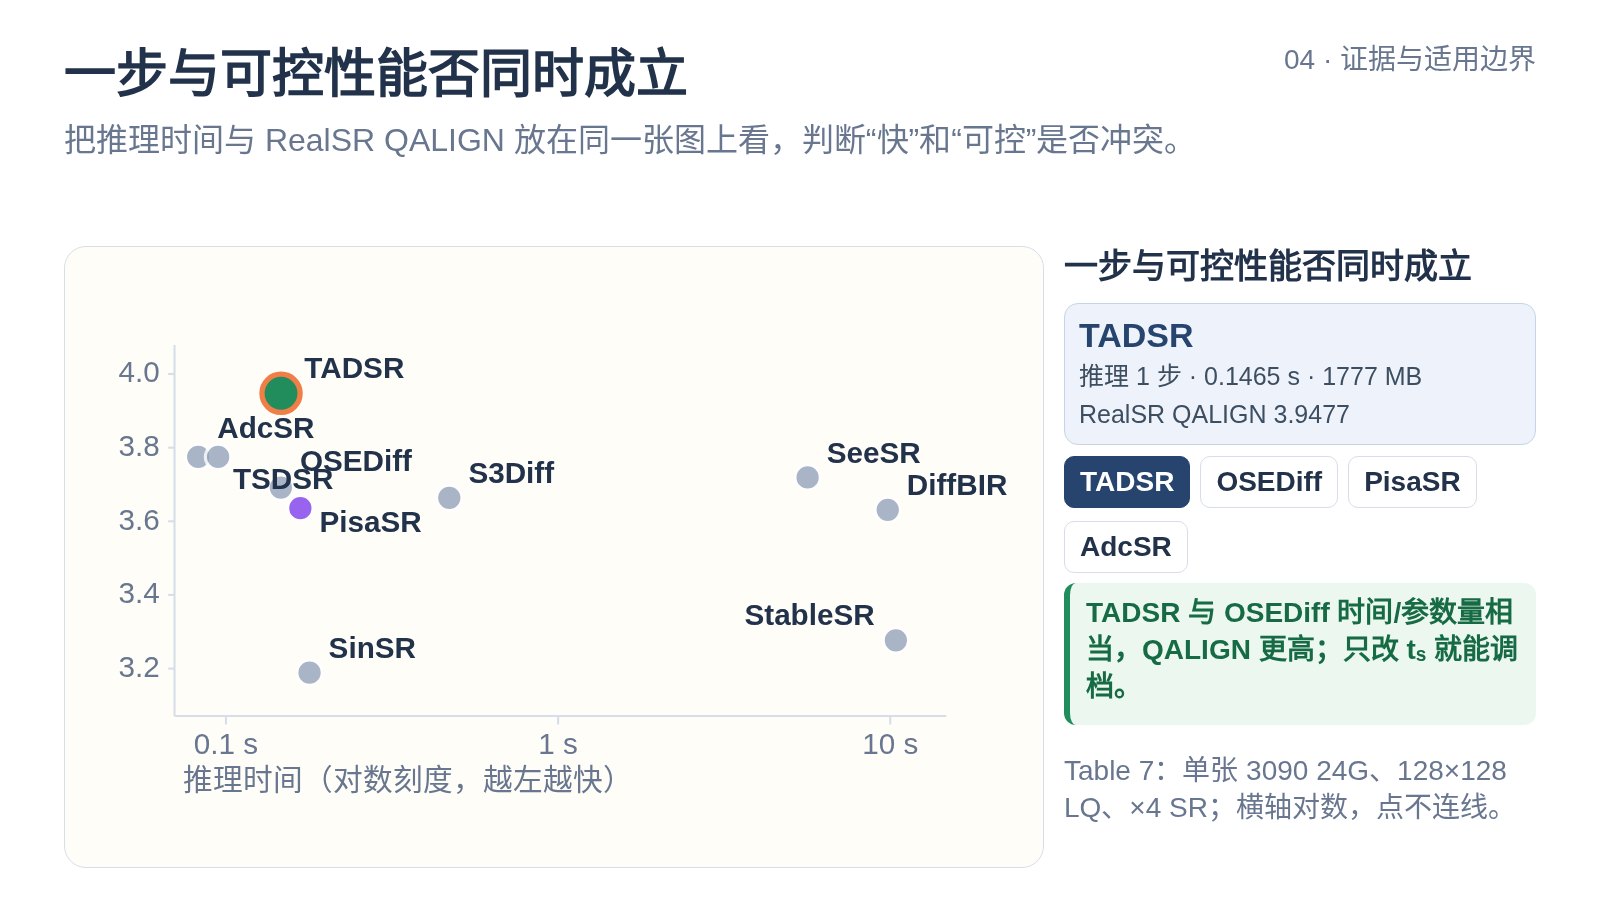 一步与可控性能否同时成立
04 · 证据与适用边界
把推理时间与 RealSR QALIGN 放在同一张图上看，判断“快”和“可控”是否冲突。
4.0
3.8
3.6
3.4
3.2
TADSR
AdcSR
OSEDiff
TSDSR
PisaSR
S3Diff
SeeSR
DiffBIR
StableSR
SinSR
0.1 s
1 s
10 s
推理时间（对数刻度，越左越快）
一步与可控性能否同时成立
TADSR
推理 1 步 · 0.1465 s · 1777 MB
RealSR QALIGN 3.9477
TADSR
OSEDiff
PisaSR
AdcSR
TADSR 与 OSEDiff 时间/参数量相
当，QALIGN 更高；只改 tₛ 就能调
档。
Table 7：单张 3090 24G、128×128
LQ、×4 SR；横轴对数，点不连线。